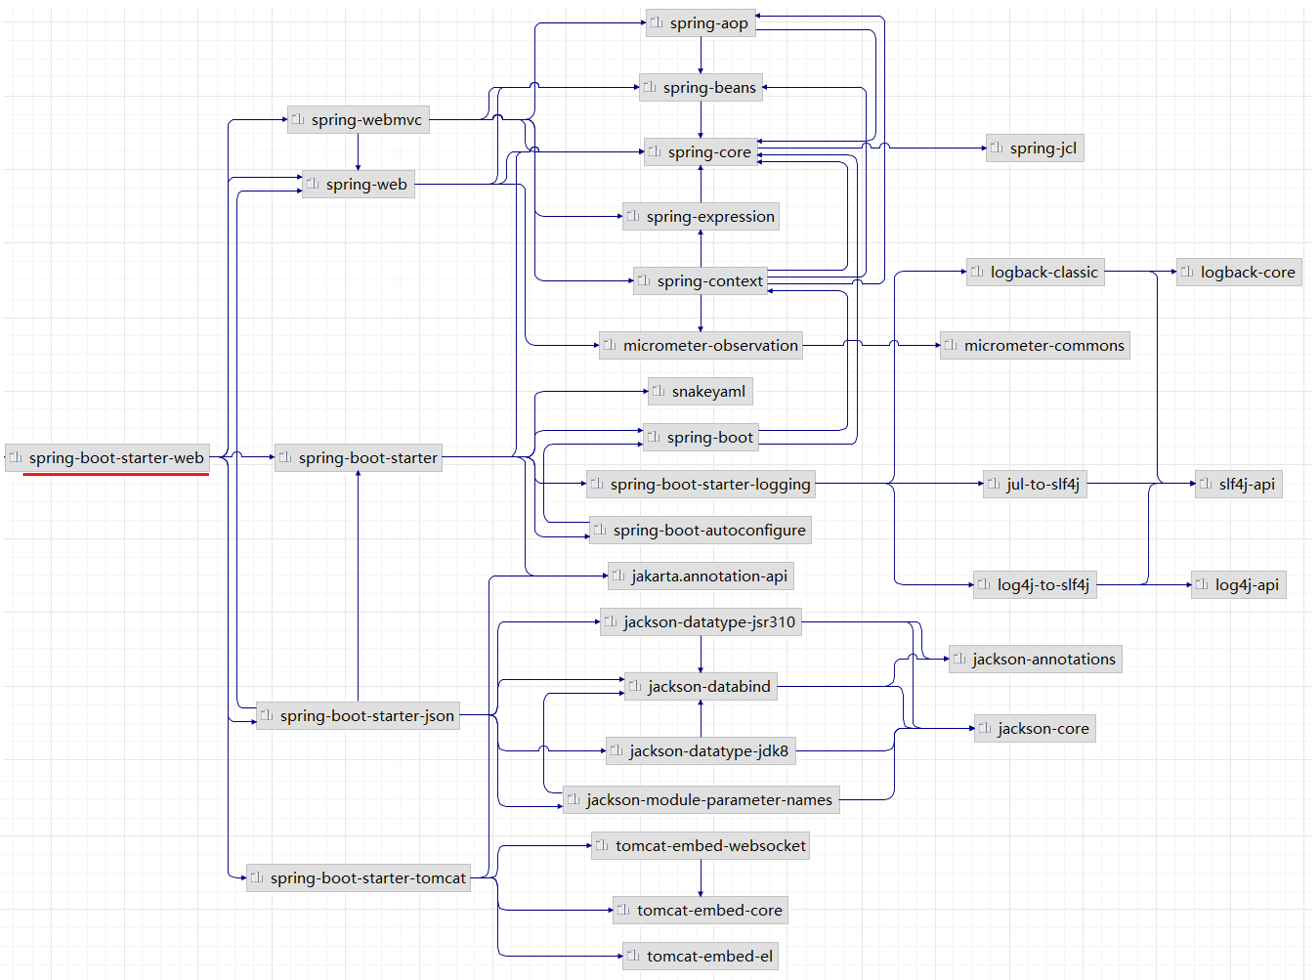 spring-aop
spring-beans
spring-webmvc
spring-core
spring-jcl
spring-web
spring-expression
spring-context
logback-classic
logback-core
micrometer-observation
micrometer-commons
snakeyaml
spring-boot
spring-boot-starter-web
spring-boot-starter
spring-boot-starter-logging
jul-to-slf4j
slf4j-api
spring-boot-autoconfigure
jakarta.annotation-api
log4j-to-slf4j
log4j-api
jackson-datatype-jsr310
jackson-annotations
jackson-databind
spring-boot-starter-json
jackson-core
jackson-datatype-jdk8
jackson-module-parameter-names
tomcat-embed-websocket
spring-boot-starter-tomcat
tomcat-embed-core
tomcat-embed-el